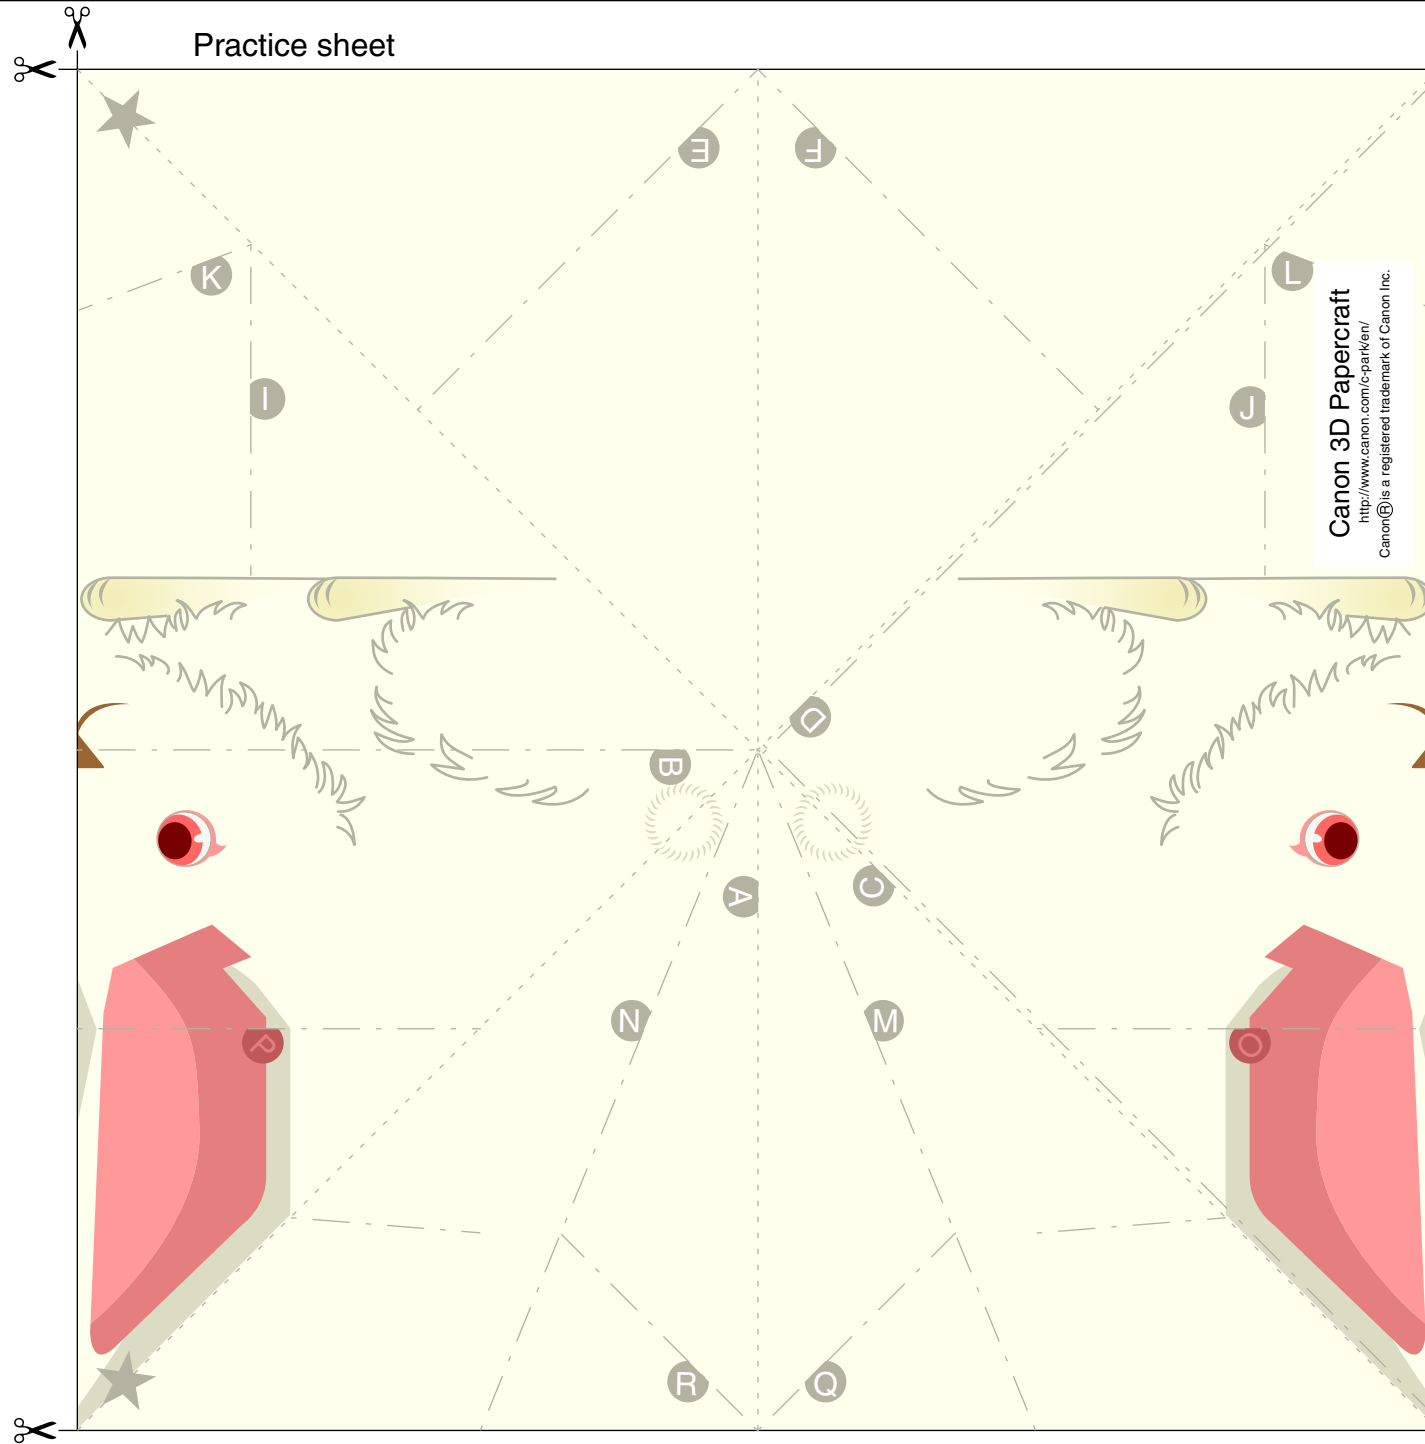 Practice sheet
E
F
K
L
I
J
Canon 3D Papercraft
http://www.canon.com/c-park/en/
Canon®is a registered trademark of Canon Inc.
D
B
A
C
N
M
P
O
R
Q